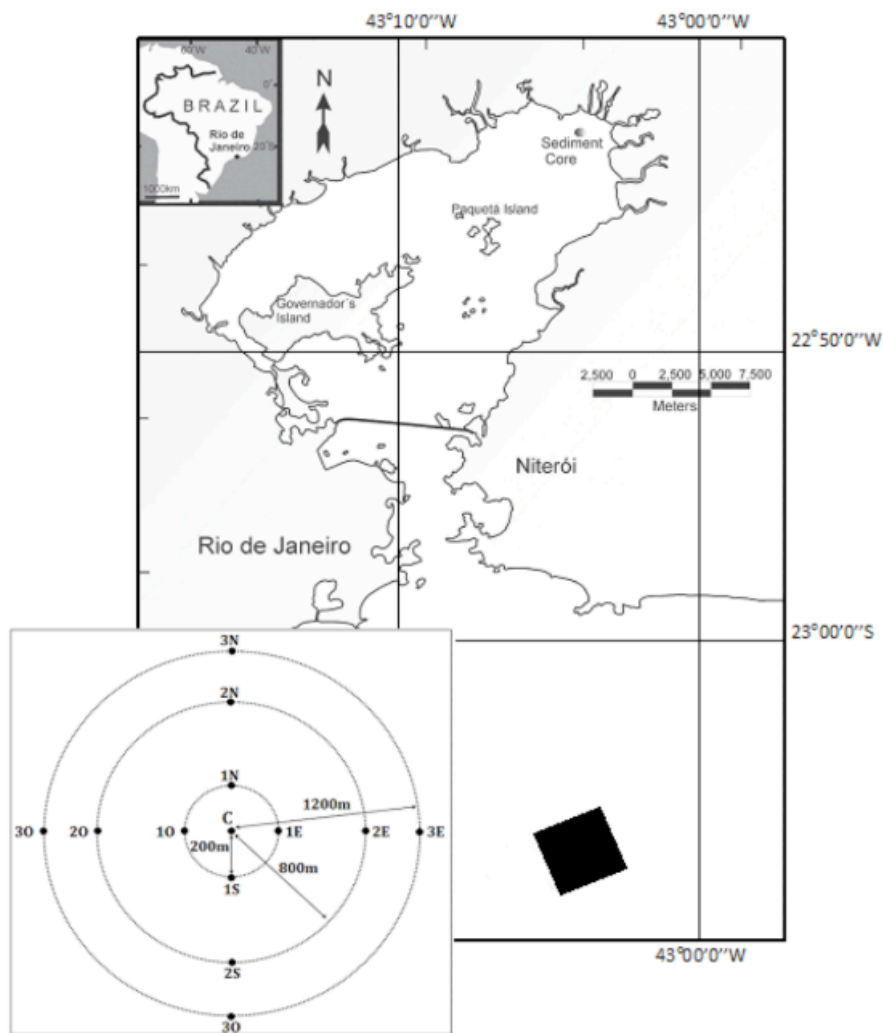 43°10'0''W
43°00'0''W
60°W
40°W
0°
BRAZIL
Rio de
Janeiro
20°S
1000km
N
Sediment
Core
Paquetá Island
Governador´s
Island
22°50'0''W
2,500 0 2,500 5,000 7,500
Meters
Niterói
Rio de Janeiro
23°00'0''S
3N
2N
1N
1200m
C
3O 2O 1O 1E 2E 3E
200m
800m
1S
2S
3O
43°00'0''W